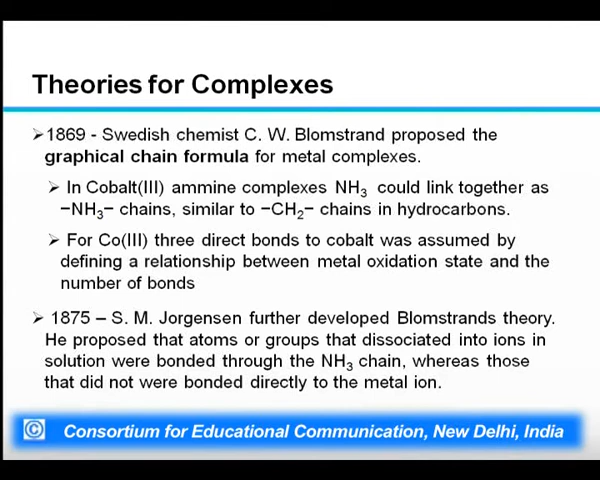 Theories for Complexes
➢1869 - Swedish chemist C. W. Blomstrand proposed the
graphical chain formula for metal complexes.
➢ In Cobalt(III) ammine complexes NH₃ could link together as
−NH₃− chains, similar to −CH₂− chains in hydrocarbons.
➢ For Co(III) three direct bonds to cobalt was assumed by
defining a relationship between metal oxidation state and the
number of bonds
➢ 1875 – S. M. Jorgensen further developed Blomstrands theory.
He proposed that atoms or groups that dissociated into ions in
solution were bonded through the NH₃ chain, whereas those
that did not were bonded directly to the metal ion.
© Consortium for Educational Communication, New Delhi, India